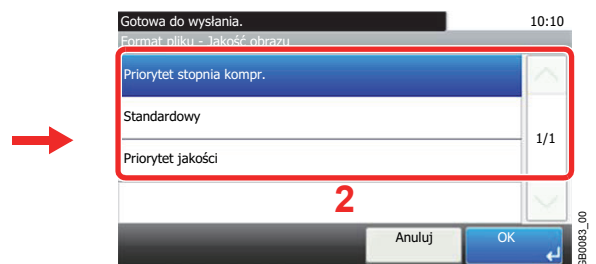 Gotowa do wysłania. 10:10
Format pliku - Jakość obrazu
Priorytet stopnia kompr.
Standardowy
1/1
Priorytet jakości
2
Anuluj OK
GB0083_00